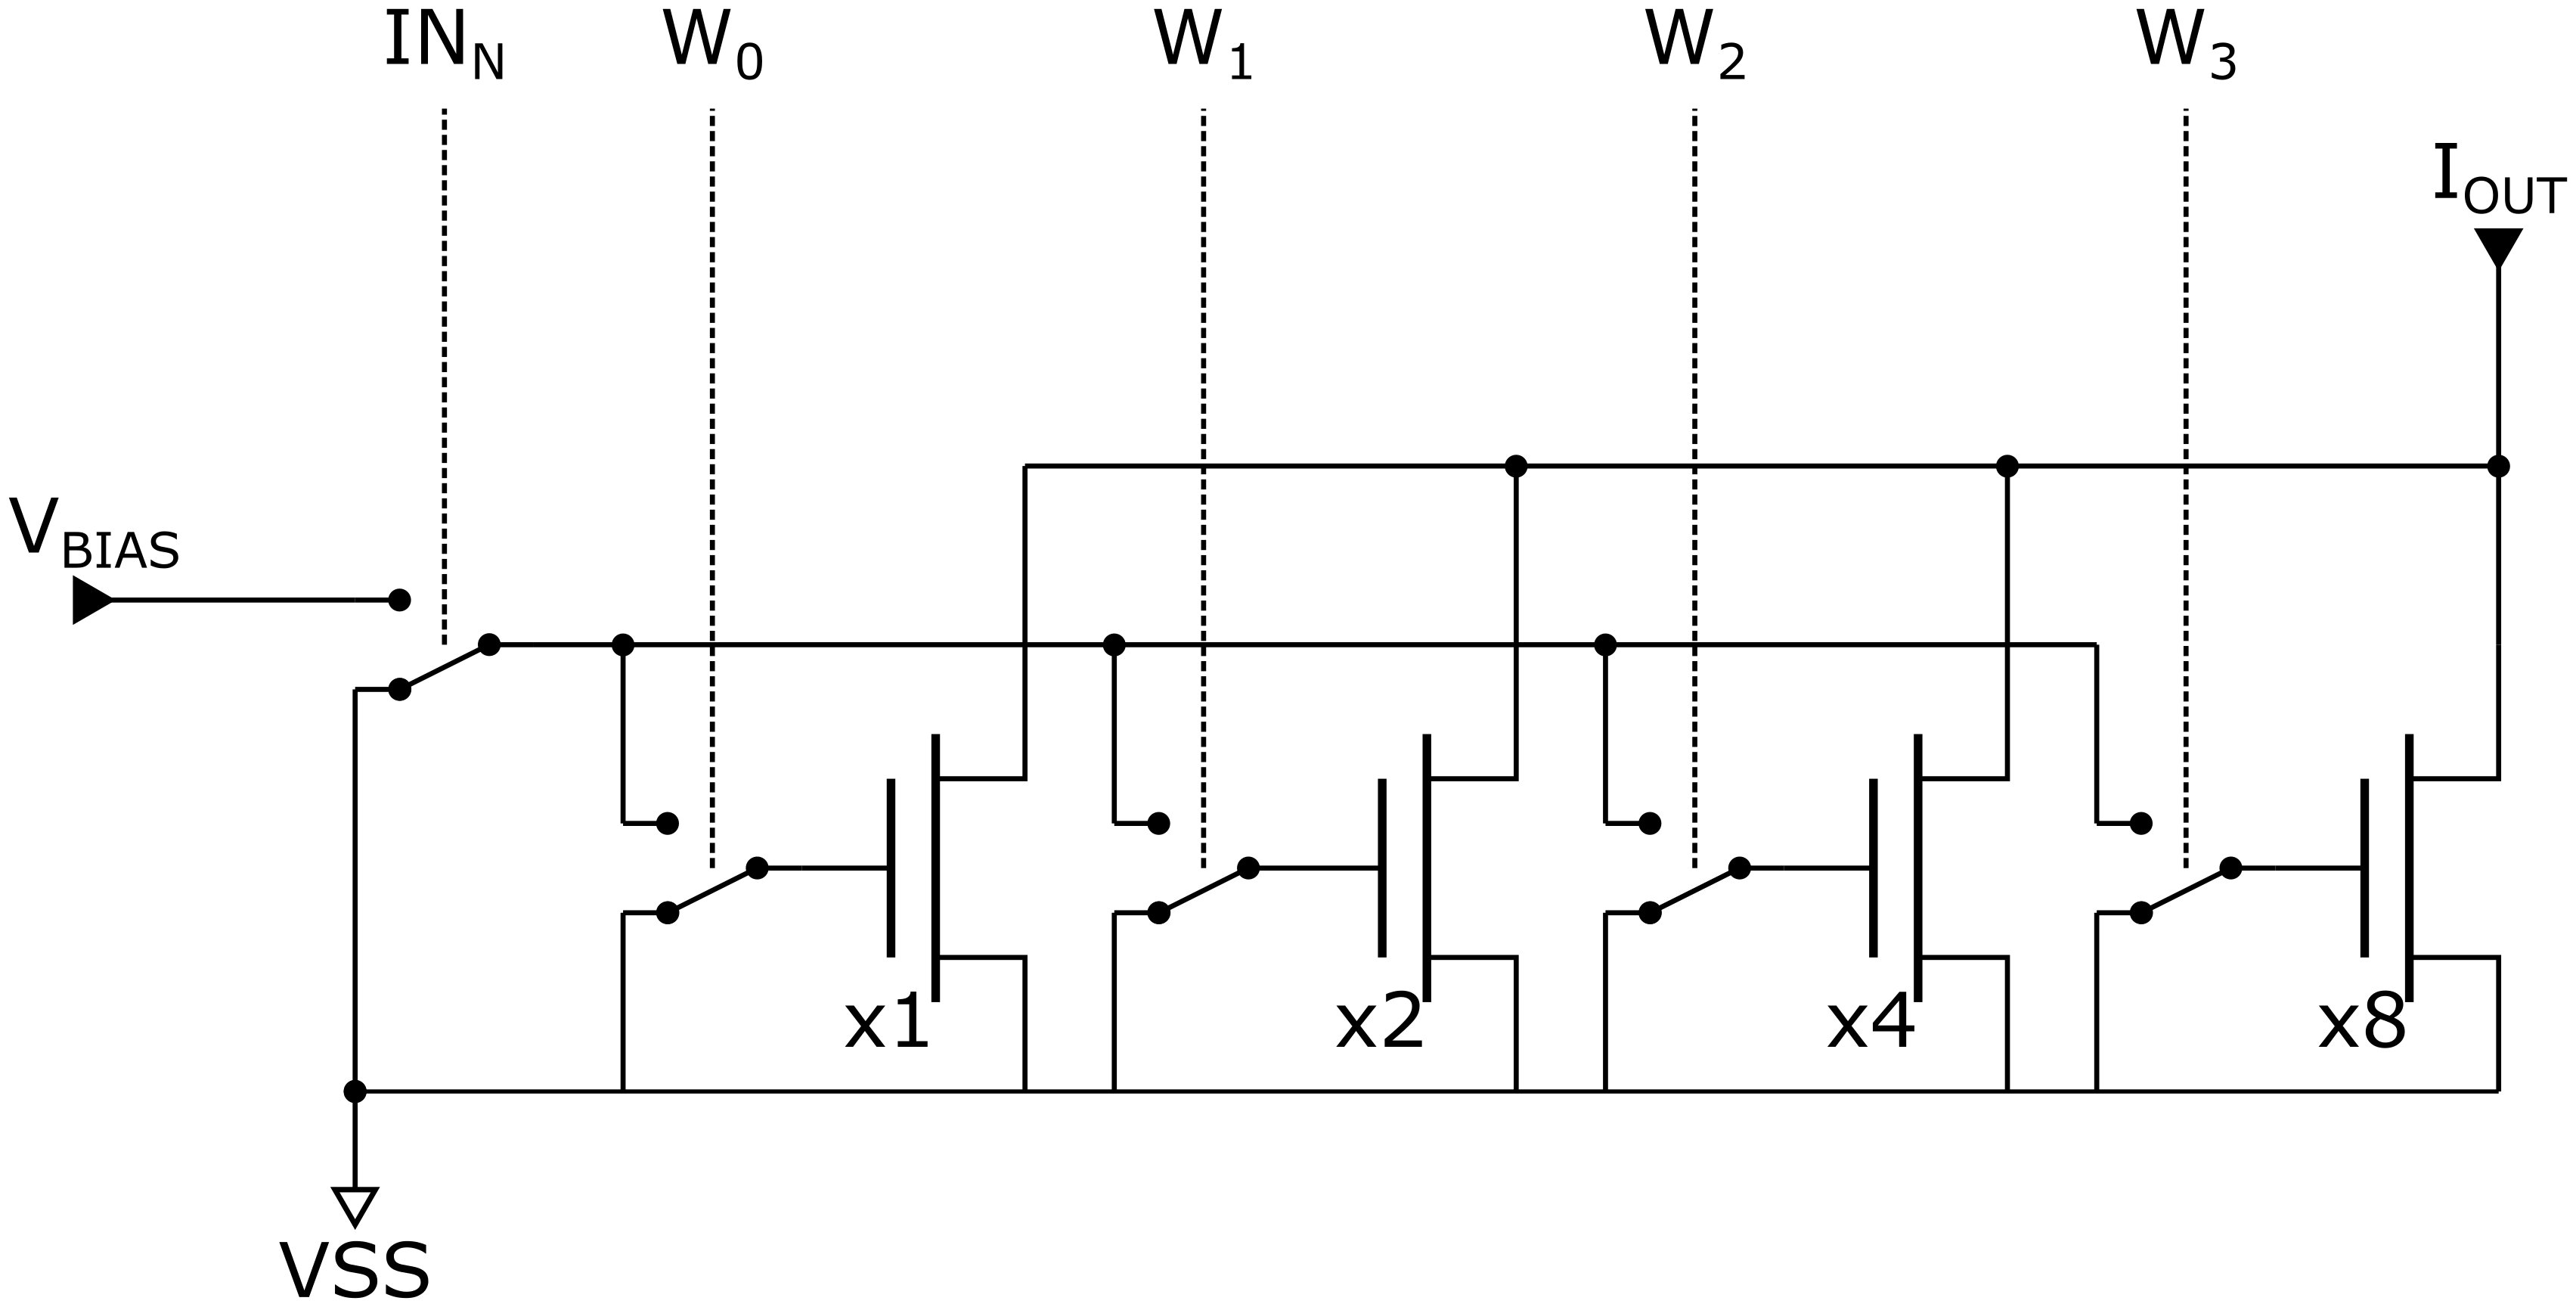 IN_N W_0 W_1 W_2 W_3
I_OUT
V_BIAS
x1 x2 x4 x8
VSS